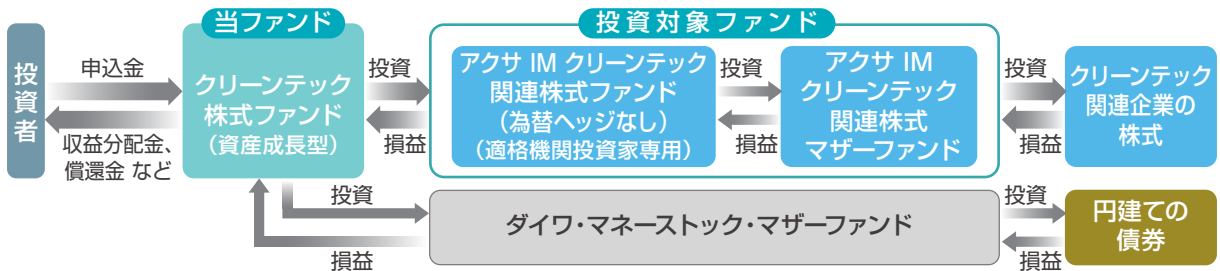 投資者
申込金
収益分配金、
償還金 など
当ファンド
クリーンテック
株式ファンド
（資産成長型）
投資
損益
投資対象ファンド
アクサ IM クリーンテック
関連株式ファンド
（為替ヘッジなし）
（適格機関投資家専用）
投資
損益
アクサ IM
クリーンテック
関連株式
マザーファンド
投資
損益
クリーンテック
関連企業の
株式
投資
損益
ダイワ・マネーストック・マザーファンド
投資
損益
円建ての
債券